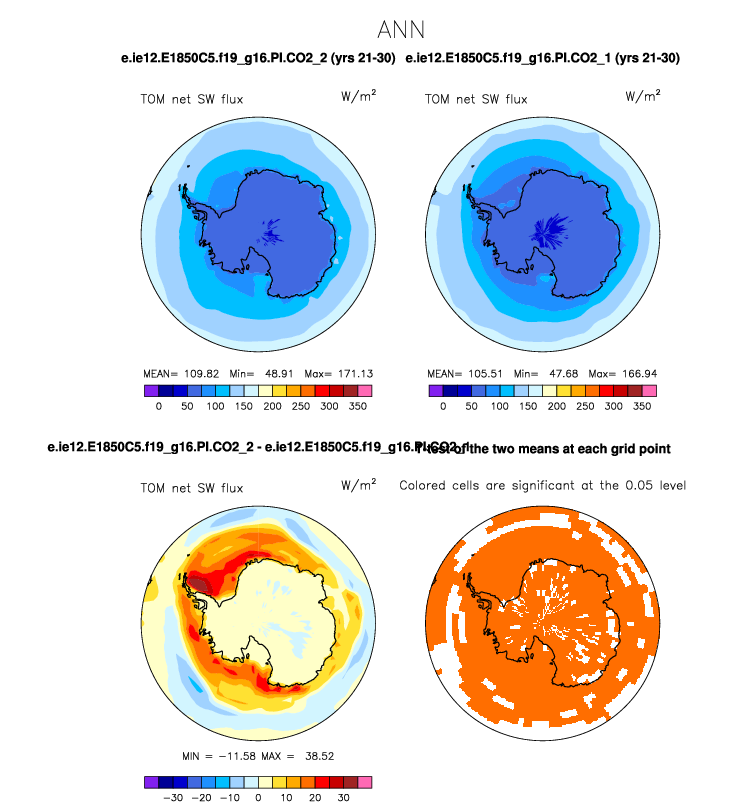 ANN
e.ie12.E1850C5.f19_g16.PI.CO2_2 (yrs 21-30) e.ie12.E1850C5.f19_g16.PI.CO2_1 (yrs 21-30)
TOM net SW flux W/m² TOM net SW flux W/m²
MEAN= 109.82 Min= 48.91 Max= 171.13 MEAN= 105.51 Min= 47.68 Max= 166.94
0 50 100 150 200 250 300 350 0 50 100 150 200 250 300 350
e.ie12.E1850C5.f19_g16.PI.CO2_2 - e.ie12.E1850C5.f19_g16.PI.CO2_1 T-test of the two means at each grid point
TOM net SW flux W/m² Colored cells are significant at the 0.05 level
MIN = -11.58 MAX = 38.52
-30 -20 -10 0 10 20 30